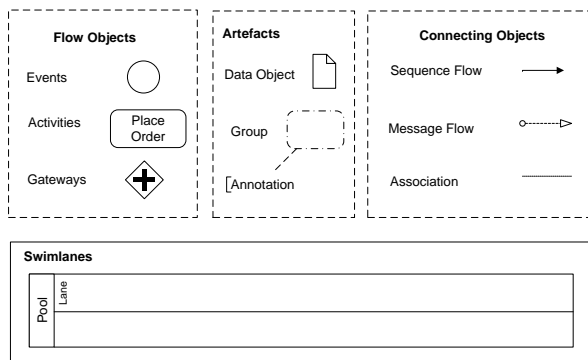 Flow Objects
Events
Activities
Place
Order
Gateways
Artefacts
Data Object
Group
Annotation
Connecting Objects
Sequence Flow
Message Flow
Association
Swimlanes
Pool
Lane